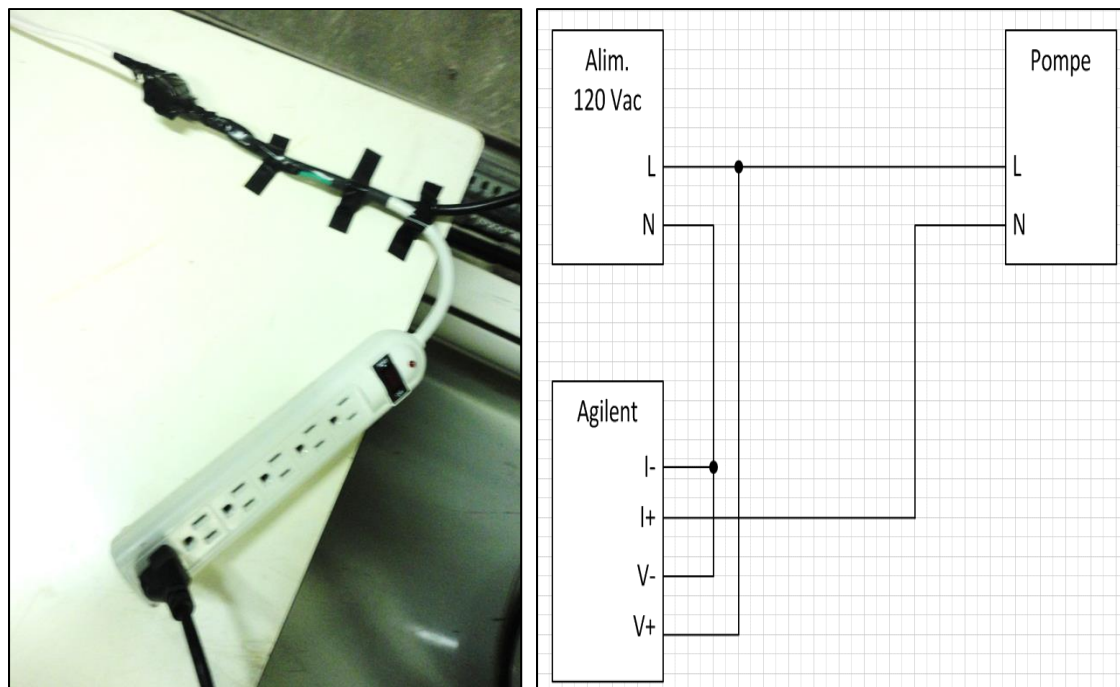 Alim.
120 Vac
L
N
Pompe
L
N
Agilent
I-
I+
V-
V+